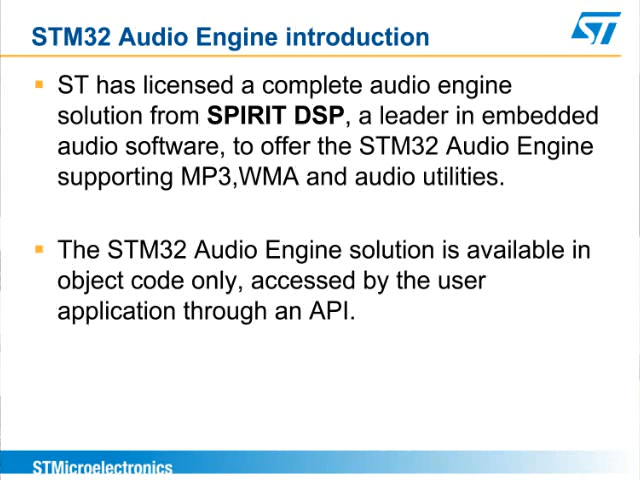 STM32 Audio Engine introduction
ST
ST has licensed a complete audio engine
solution from SPIRIT DSP, a leader in embedded
audio software, to offer the STM32 Audio Engine
supporting MP3,WMA and audio utilities.
The STM32 Audio Engine solution is available in
object code only, accessed by the user
application through an API.
STMicroelectronics